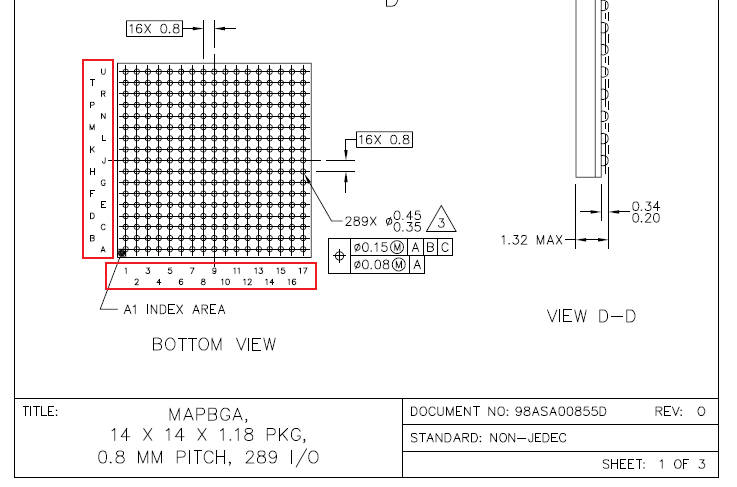 D
16X 0.8
U
T
R
P
N
M
L
K
J
H
G
F
E
D
C
B
A
16X 0.8
289X ⌀0.45
0.35
3
⌀0.15Ⓜ A B C
⌀0.08Ⓜ A
1 3 5 7 9 11 13 15 17
2 4 6 8 10 12 14 16
A1 INDEX AREA
BOTTOM VIEW
0.34
0.20
1.32 MAX
VIEW D-D
TITLE:
MAPBGA,
14 X 14 X 1.18 PKG,
0.8 MM PITCH, 289 I/O
DOCUMENT NO: 98ASA00855D REV: O
STANDARD: NON-JEDEC
SHEET: 1 OF 3